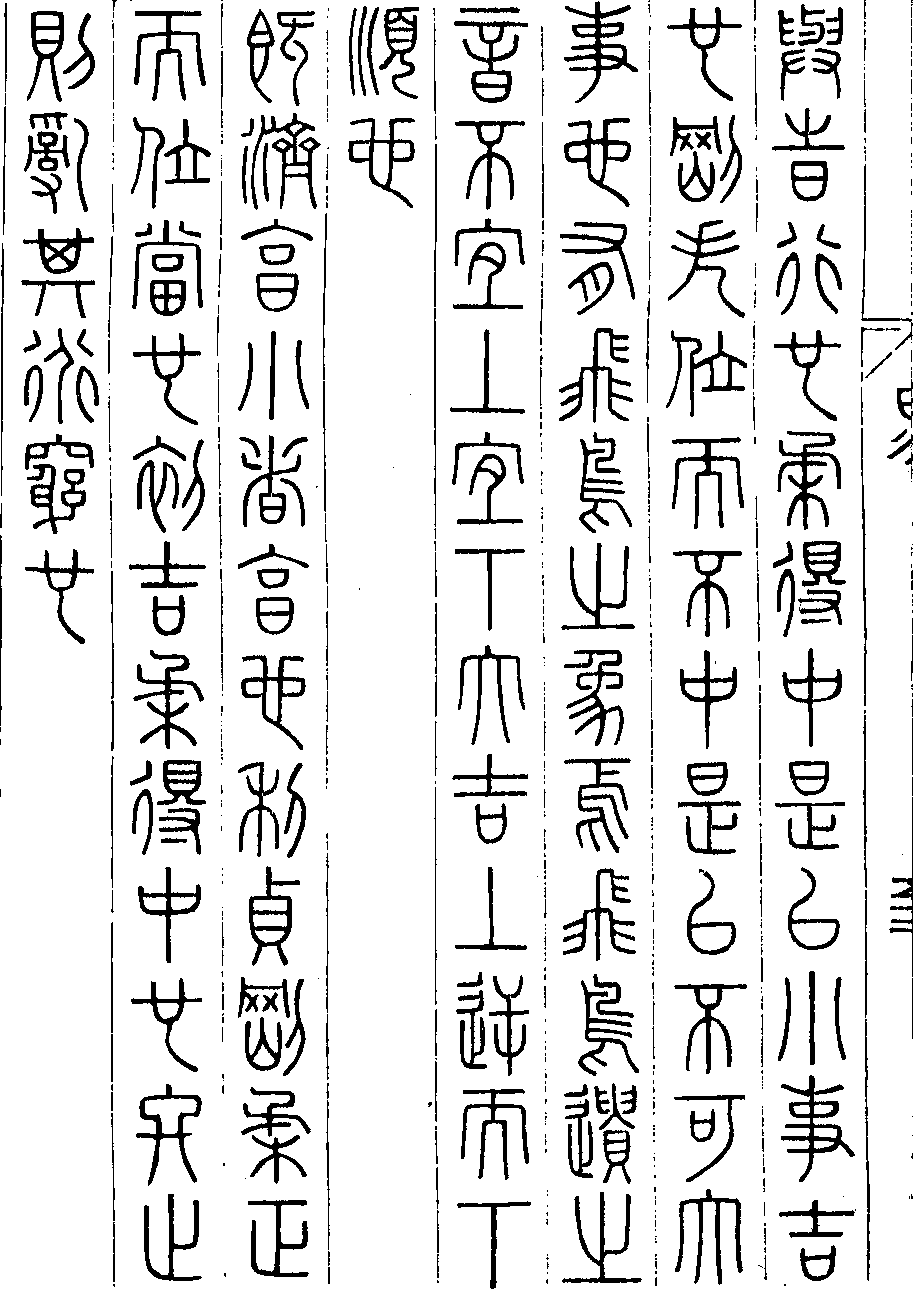 與時行也柔得中是以小事吉
也剛失位而不中是以不可大
事也有飛鳥之象焉飛鳥遺之
音不宜上宜下大吉上逆而下
順也
既濟亨小者亨也利貞剛柔正
而位當也初吉柔得中也終止
則亂其道窮也